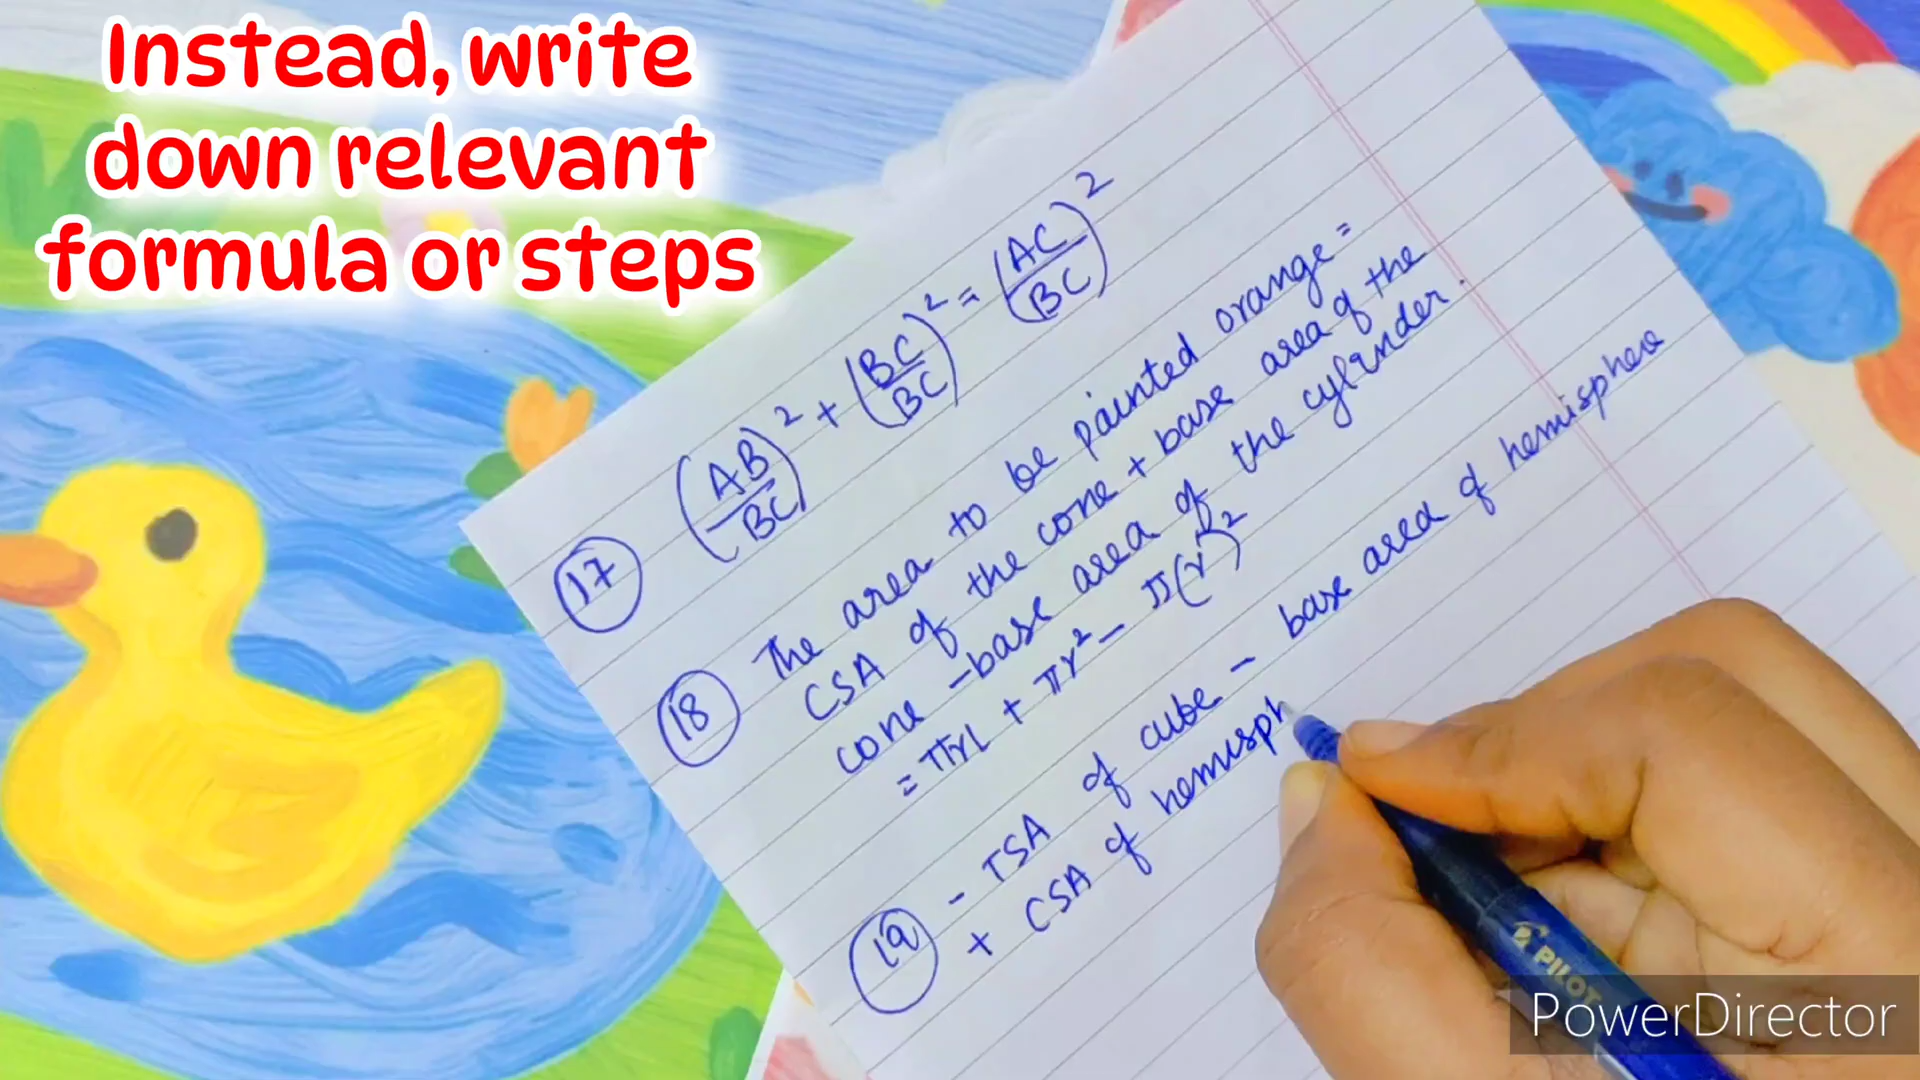 Instead, write
down relevant
formula or steps
17 (AB/BC)² + (BC/BC)² = (AC/BC)²
18 The area to be painted orange =
CSA of the cone + base area of the
cone - base area of the cylinder.
= πrl + πr² - π(r')²
19 - TSA of cube - base area of hemisphere
+ CSA of hemisph
PILOT
PowerDirector